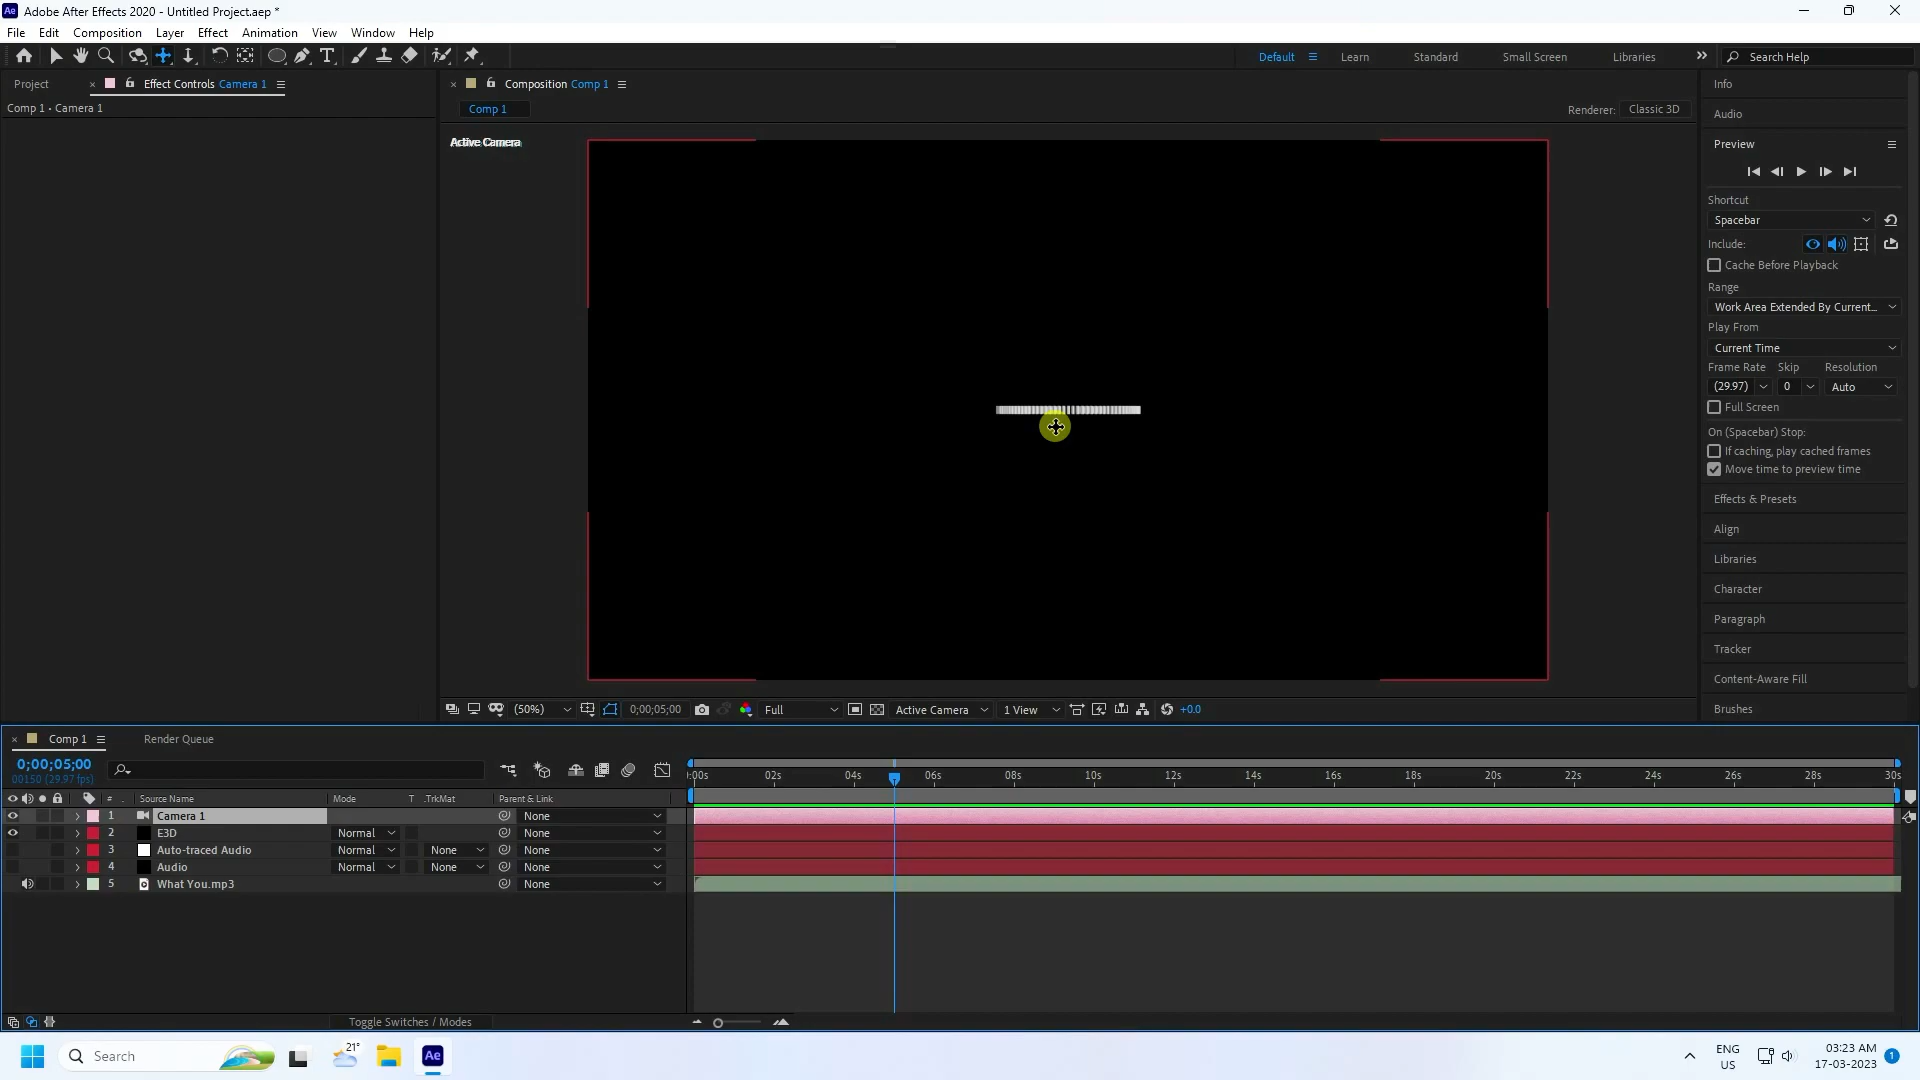 Adobe After Effects 2020 - Untitled Project.aep *
File Edit Composition Layer Effect Animation View Window Help
Default Learn Standard Small Screen Libraries Search Help
Project Effect Controls Camera 1
Comp 1 • Camera 1
Composition Comp 1
Comp 1
Renderer: Classic 3D
Active Camera
(50%) 0;00;05;00 Full Active Camera 1 View +0.0
Info
Audio
Preview
Shortcut
Spacebar
Include:
Cache Before Playback
Range
Work Area Extended By Current...
Play From
Current Time
Frame Rate Skip Resolution
(29.97) 0 Auto
Full Screen
On (Spacebar) Stop:
If caching, play cached frames
Move time to preview time
Effects & Presets
Align
Libraries
Character
Paragraph
Tracker
Content-Aware Fill
Brushes
Comp 1 Render Queue
0;00;05;00
00150 (29.97 fps)
:00s 02s 04s 06s 08s 10s 12s 14s 16s 18s 20s 22s 24s 26s 28s 30s
# Source Name Mode T .TrkMat Parent & Link
1 Camera 1 None
2 E3D Normal None
3 Auto-traced Audio Normal None None
4 Audio Normal None None
5 What You.mp3 None
Toggle Switches / Modes
Search 21° Ae ENG US 03:23 AM 17-03-2023 1